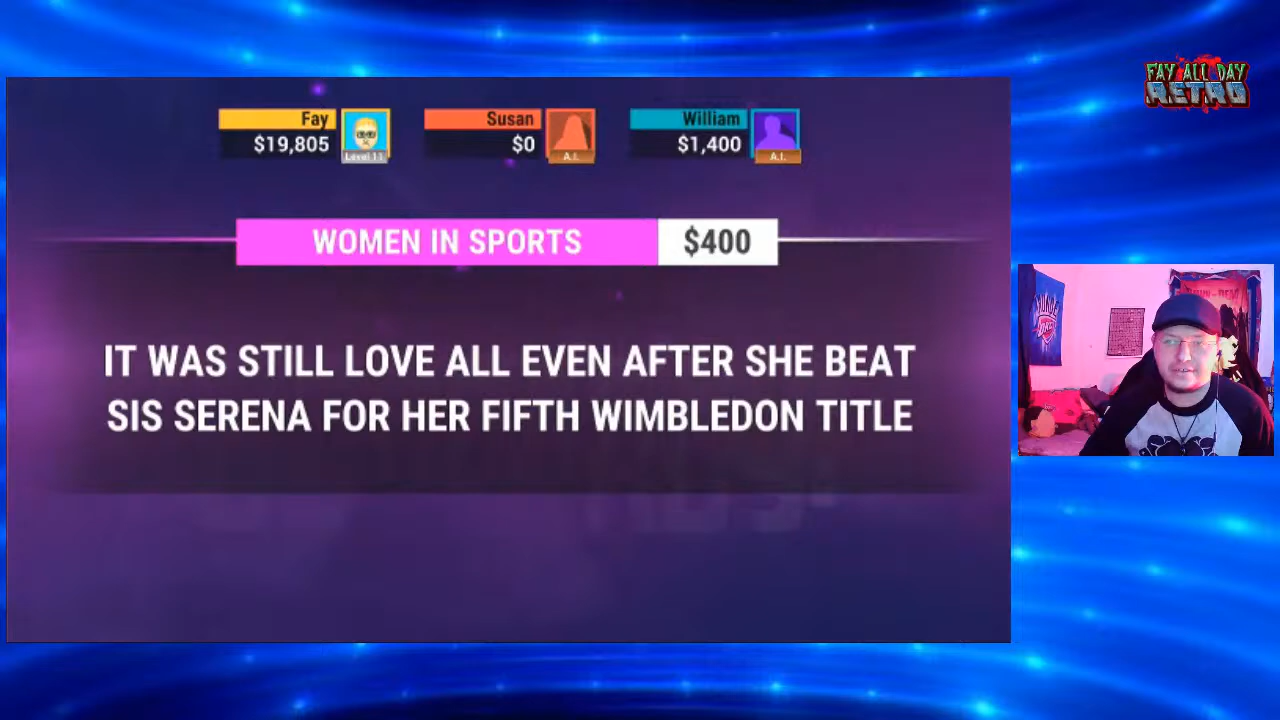 FAY ALL DAY
RETRO
Fay
$19,805
Level 11
Susan
$0
A.I.
William
$1,400
A.I.
WOMEN IN SPORTS
$400
IT WAS STILL LOVE ALL EVEN AFTER SHE BEAT
SIS SERENA FOR HER FIFTH WIMBLEDON TITLE